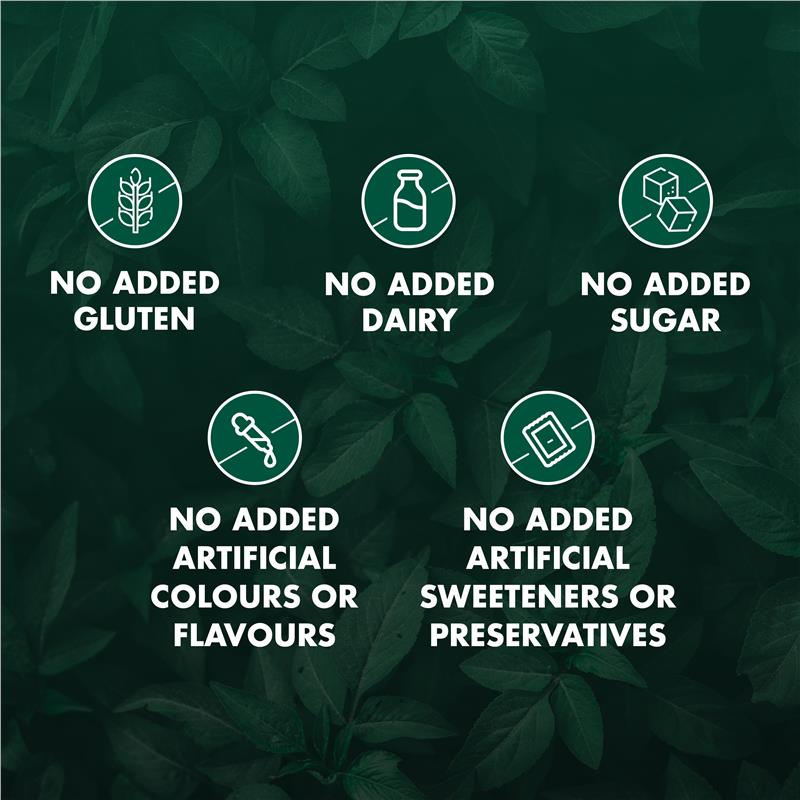 NO ADDED
GLUTEN
NO ADDED
DAIRY
NO ADDED
SUGAR
NO ADDED
ARTIFICIAL
COLOURS OR
FLAVOURS
NO ADDED
ARTIFICIAL
SWEETENERS OR
PRESERVATIVES